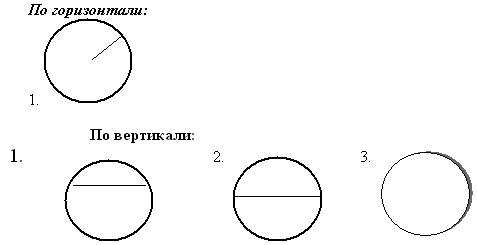 По горизонтали:
1.
По вертикали:
1. 2. 3.